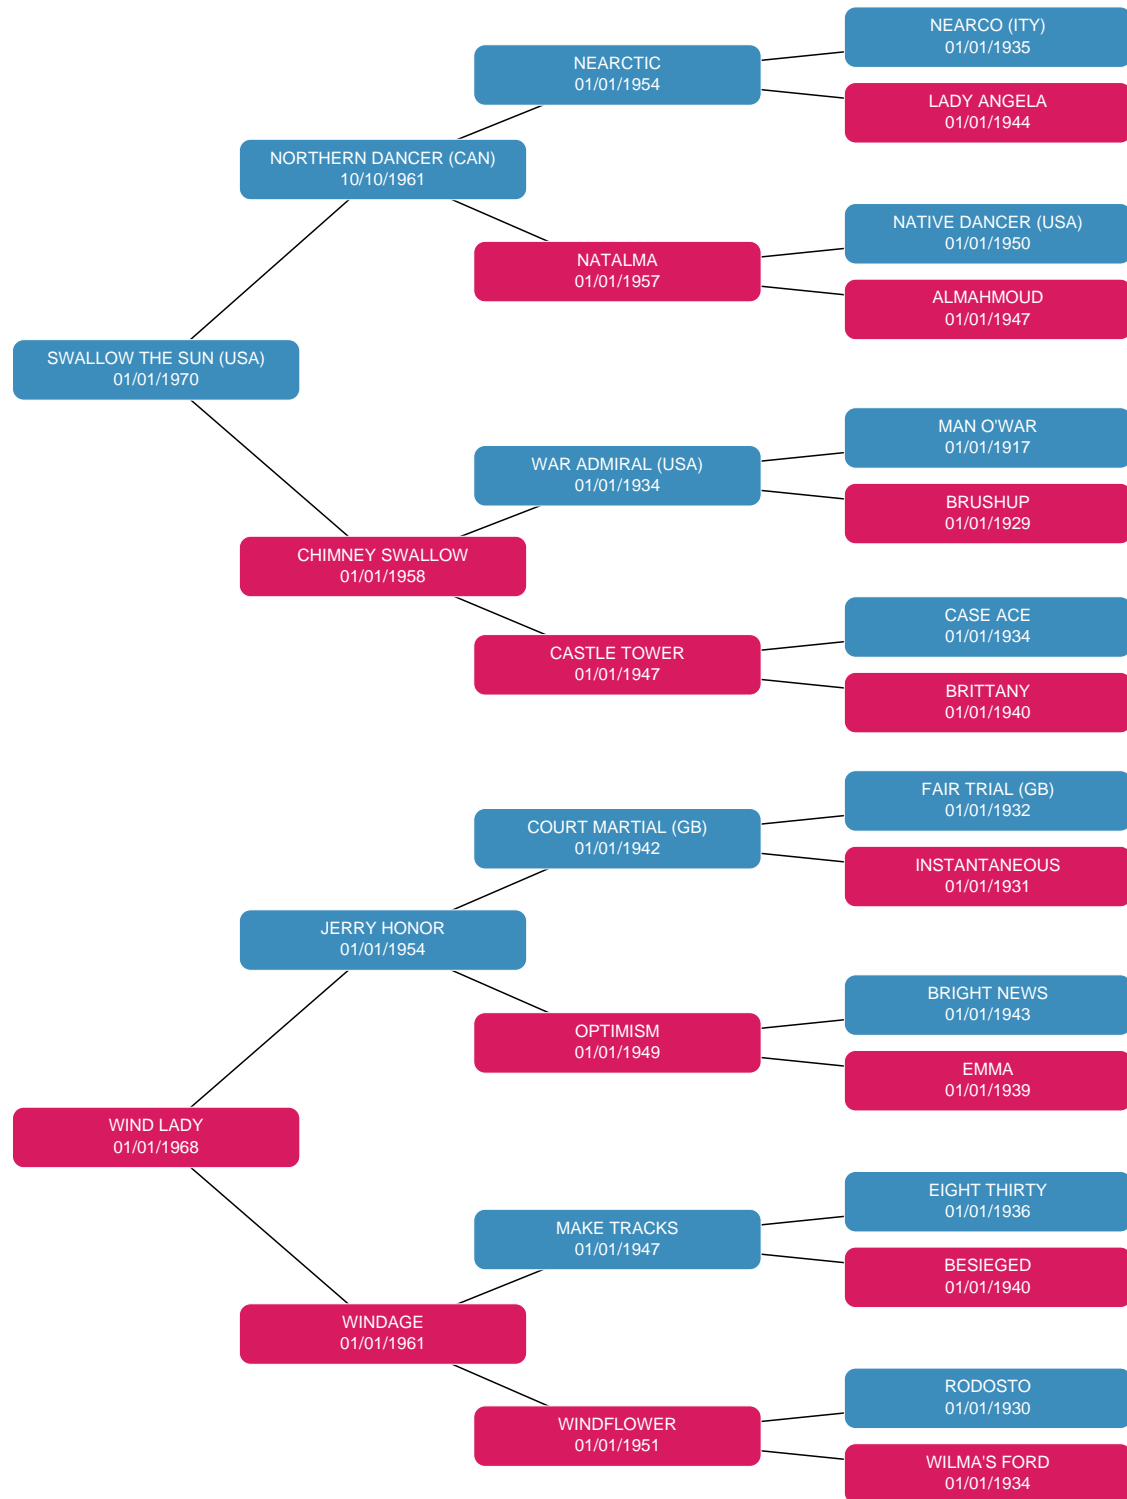 NEARCO (ITY)
01/01/1935
NEARCTIC
01/01/1954
LADY ANGELA
01/01/1944
NORTHERN DANCER (CAN)
10/10/1961
NATIVE DANCER (USA)
01/01/1950
NATALMA
01/01/1957
ALMAHMOUD
01/01/1947
SWALLOW THE SUN (USA)
01/01/1970
MAN O'WAR
01/01/1917
WAR ADMIRAL (USA)
01/01/1934
BRUSHUP
01/01/1929
CHIMNEY SWALLOW
01/01/1958
CASE ACE
01/01/1934
CASTLE TOWER
01/01/1947
BRITTANY
01/01/1940
FAIR TRIAL (GB)
01/01/1932
COURT MARTIAL (GB)
01/01/1942
INSTANTANEOUS
01/01/1931
JERRY HONOR
01/01/1954
BRIGHT NEWS
01/01/1943
OPTIMISM
01/01/1949
EMMA
01/01/1939
WIND LADY
01/01/1968
EIGHT THIRTY
01/01/1936
MAKE TRACKS
01/01/1947
BESIEGED
01/01/1940
WINDAGE
01/01/1961
RODOSTO
01/01/1930
WINDFLOWER
01/01/1951
WILMA'S FORD
01/01/1934